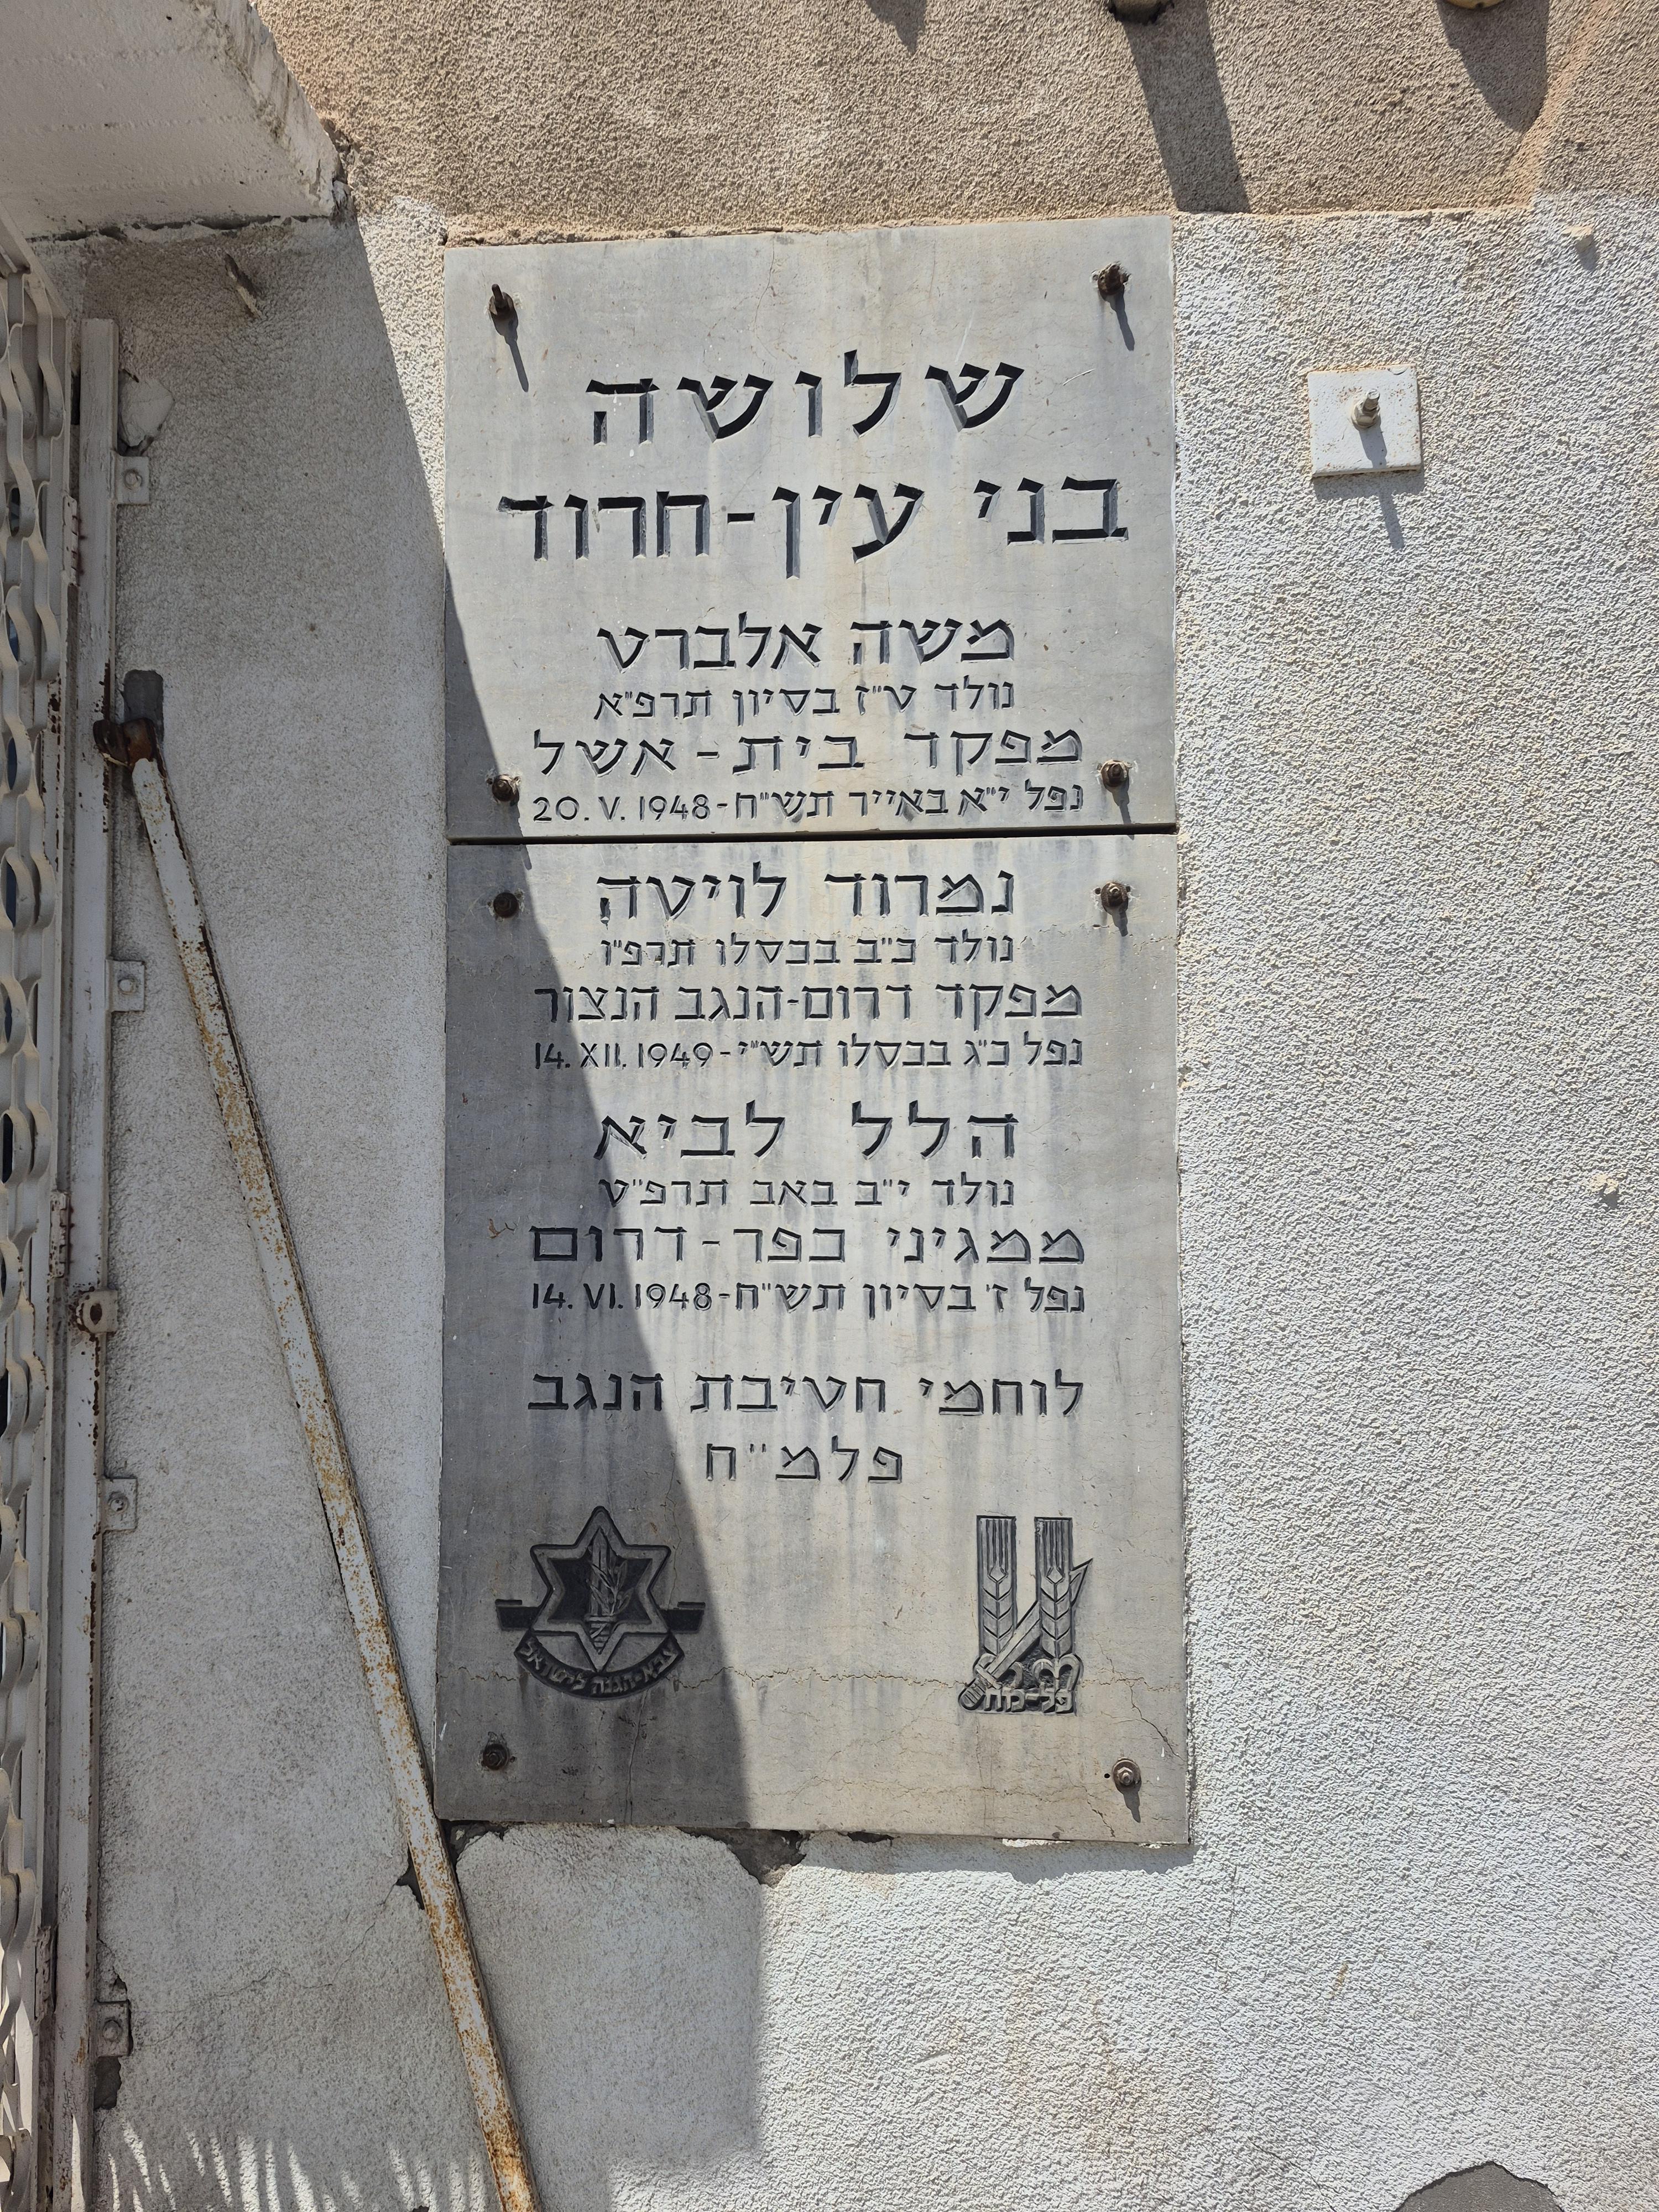 שלושה
בני עין-חרוד
משה אלברט
נולד ט"ז בסיון תרפ"א
מפקד בית-אשל
נפל י"א באייר תש"ח-20.V.1948
נמרוד לויטה
נולד כ"ב בכסלו תרפ"ו
מפקד דרום-הנגב הנצור
נפל כ"ג בכסלו תש"י-14.XII.1949
הלל לביא
נולד י"ב באב תרפ"ט
ממגיני כפר-דרום
נפל ז' בסיון תש"ח-14.VI.1948
לוחמי חטיבת הנגב
פלמ"ח
צבא-הגנה לישראל
פל-מח